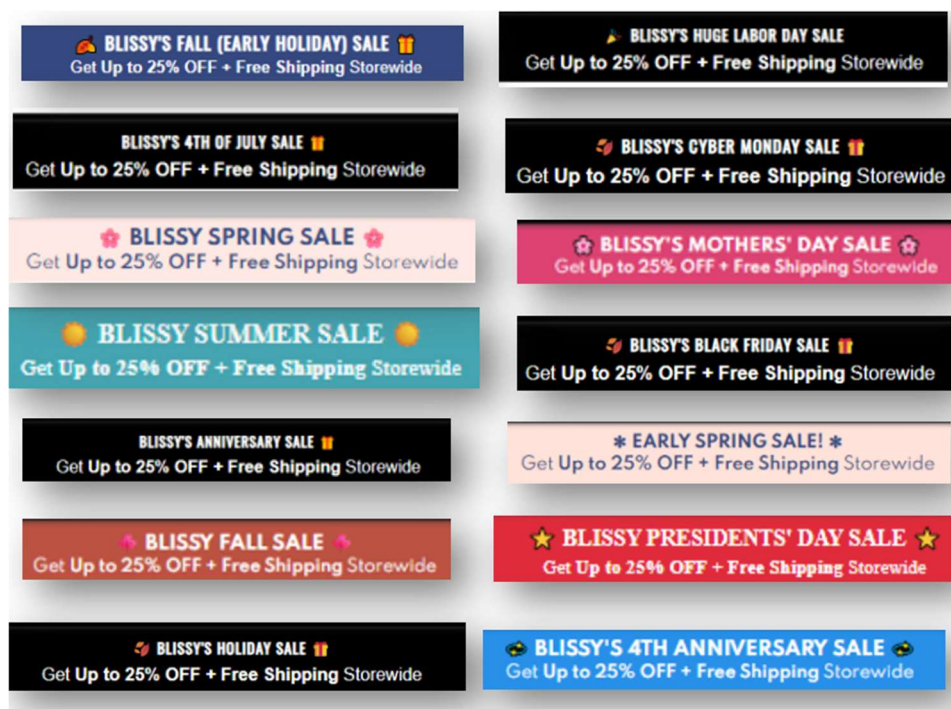 BLISSY'S FALL (EARLY HOLIDAY) SALE
Get Up to 25% OFF + Free Shipping Storewide
BLISSY'S HUGE LABOR DAY SALE
Get Up to 25% OFF + Free Shipping Storewide
BLISSY'S 4TH OF JULY SALE
Get Up to 25% OFF + Free Shipping Storewide
BLISSY'S CYBER MONDAY SALE
Get Up to 25% OFF + Free Shipping Storewide
BLISSY SPRING SALE
Get Up to 25% OFF + Free Shipping Storewide
BLISSY'S MOTHERS' DAY SALE
Get Up to 25% OFF + Free Shipping Storewide
BLISSY SUMMER SALE
Get Up to 25% OFF + Free Shipping Storewide
BLISSY'S BLACK FRIDAY SALE
Get Up to 25% OFF + Free Shipping Storewide
BLISSY'S ANNIVERSARY SALE
Get Up to 25% OFF + Free Shipping Storewide
✻ EARLY SPRING SALE! ✻
Get Up to 25% OFF + Free Shipping Storewide
BLISSY FALL SALE
Get Up to 25% OFF + Free Shipping Storewide
BLISSY PRESIDENTS' DAY SALE
Get Up to 25% OFF + Free Shipping Storewide
BLISSY'S HOLIDAY SALE
Get Up to 25% OFF + Free Shipping Storewide
BLISSY'S 4TH ANNIVERSARY SALE
Get Up to 25% OFF + Free Shipping Storewide